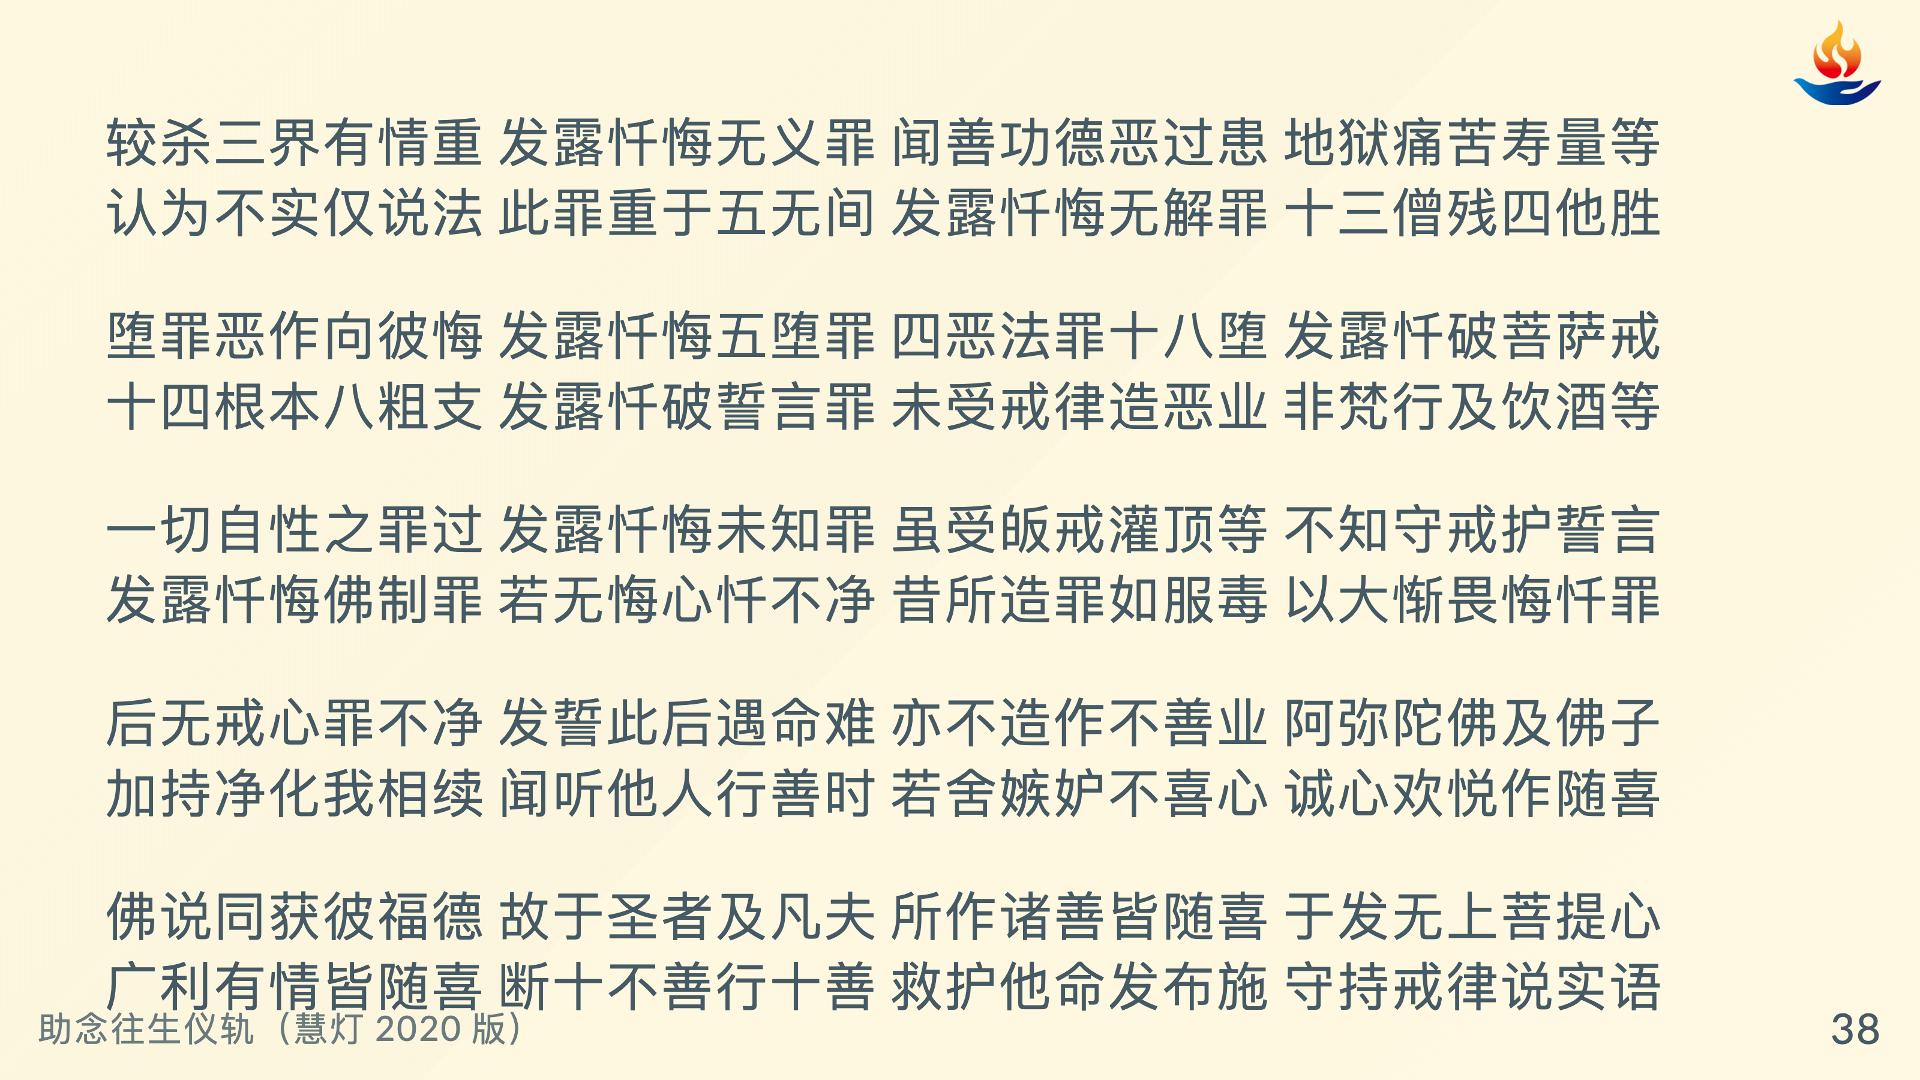 较杀三界有情重 发露忏悔无义罪 闻善功德恶过患 地狱痛苦寿量等
认为不实仅说法 此罪重于五无间 发露忏悔无解罪 十三僧残四他胜
堕罪恶作向彼悔 发露忏悔五堕罪 四恶法罪十八堕 发露忏破菩萨戒
十四根本八粗支 发露忏破誓言罪 未受戒律造恶业 非梵行及饮酒等
一切自性之罪过 发露忏悔未知罪 虽受皈戒灌顶等 不知守戒护誓言
发露忏悔佛制罪 若无悔心忏不净 昔所造罪如服毒 以大惭畏悔忏罪
后无戒心罪不净 发誓此后遇命难 亦不造作不善业 阿弥陀佛及佛子
加持净化我相续 闻听他人行善时 若舍嫉妒不喜心 诚心欢悦作随喜
佛说同获彼福德 故于圣者及凡夫 所作诸善皆随喜 于发无上菩提心
广利有情皆随喜 断十不善行十善 救护他命发布施 守持戒律说实语
助念往生仪轨（慧灯 2020 版）
38